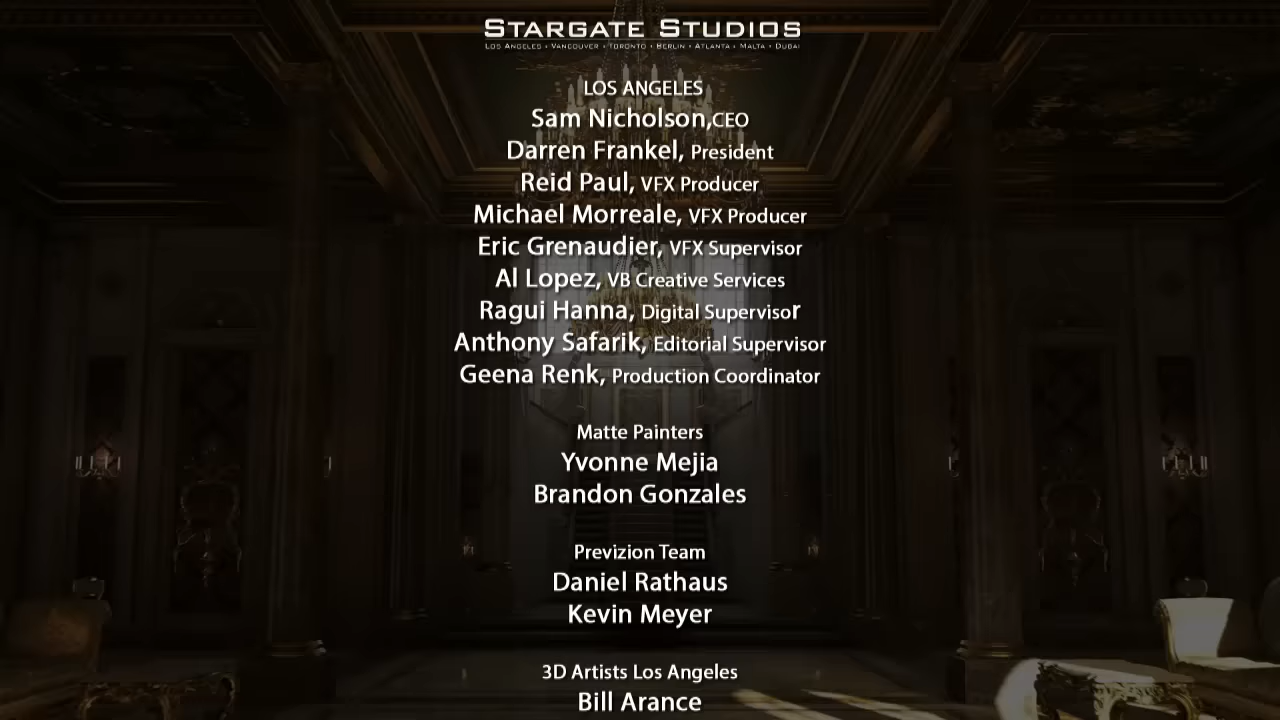 STARGATE STUDIOS
LOS ANGELES • VANCOUVER • TORONTO • BERLIN • ATLANTA • MALTA • DUBAI
LOS ANGELES
Sam Nicholson,CEO
Darren Frankel, President
Reid Paul, VFX Producer
Michael Morreale, VFX Producer
Eric Grenaudier, VFX Supervisor
Al Lopez, VB Creative Services
Ragui Hanna, Digital Supervisor
Anthony Safarik, Editorial Supervisor
Geena Renk, Production Coordinator
Matte Painters
Yvonne Mejia
Brandon Gonzales
Previzion Team
Daniel Rathaus
Kevin Meyer
3D Artists Los Angeles
Bill Arance